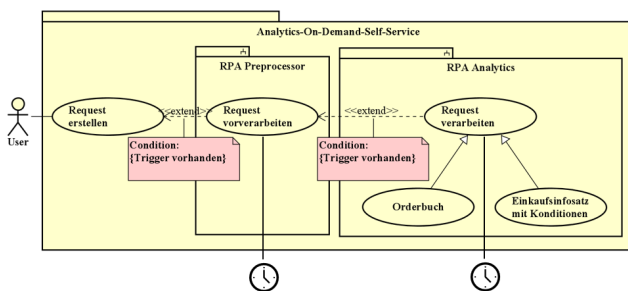 Analytics-On-Demand-Self-Service
RPA Preprocessor
RPA Analytics
User
Request
erstellen
<<extend>>
Request
vorverarbeiten
<<extend>>
Request
verarbeiten
Condition:
{Trigger vorhanden}
Condition:
{Trigger vorhanden}
Orderbuch
Einkaufsinfosatz
mit Konditionen